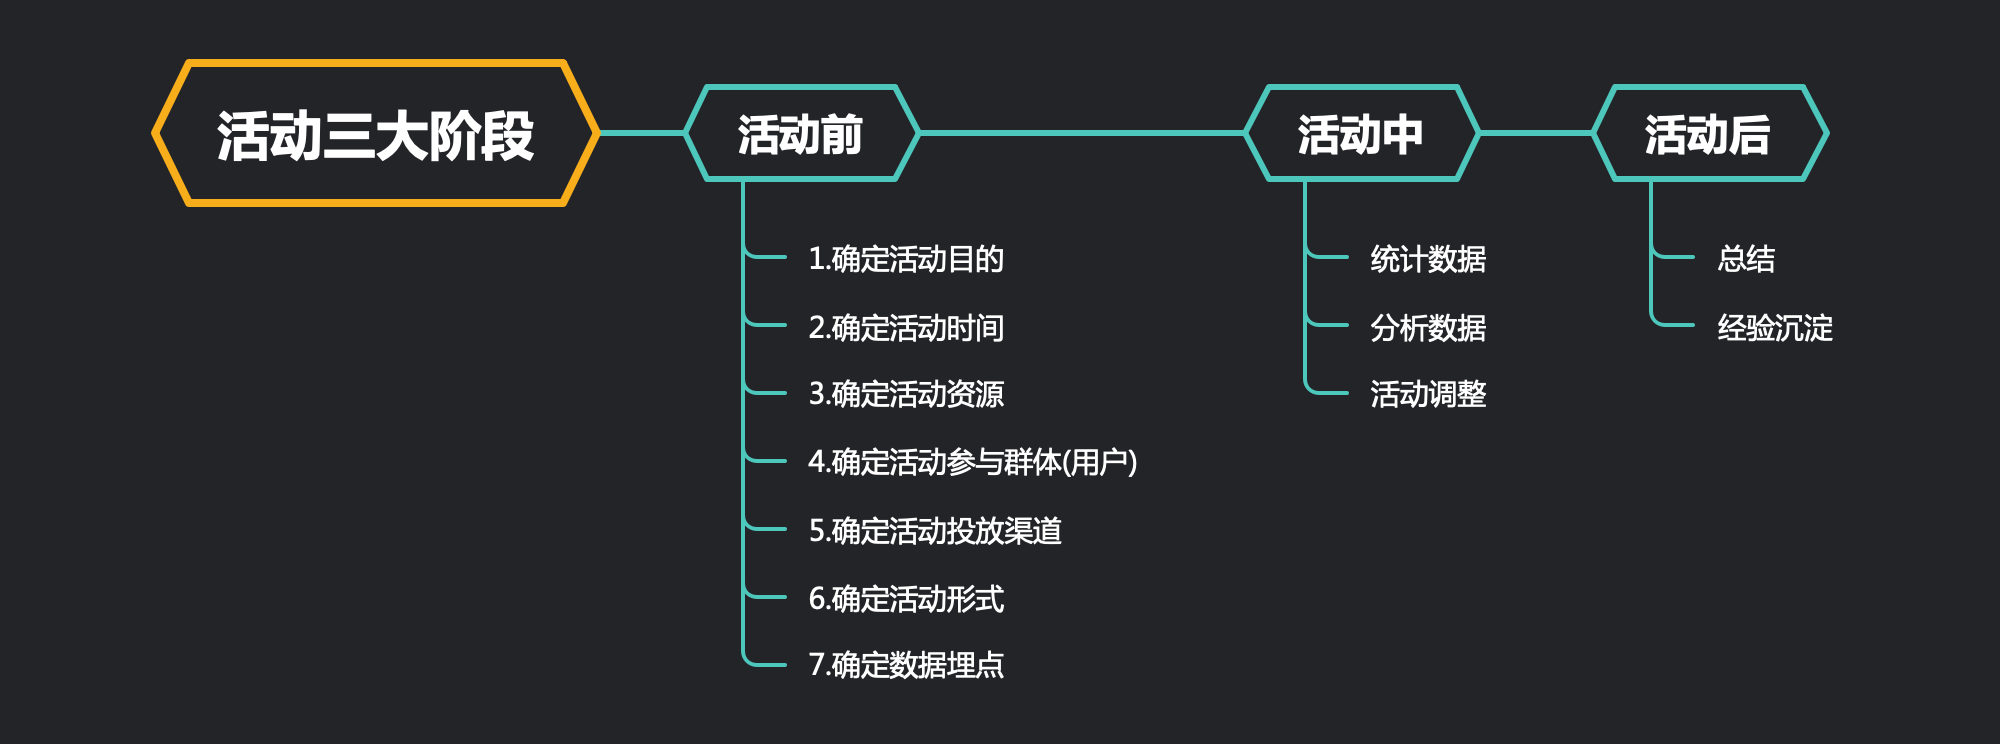 活动三大阶段
活动前
活动中
活动后
1.确定活动目的
2.确定活动时间
3.确定活动资源
4.确定活动参与群体(用户)
5.确定活动投放渠道
6.确定活动形式
7.确定数据埋点
统计数据
分析数据
活动调整
总结
经验沉淀